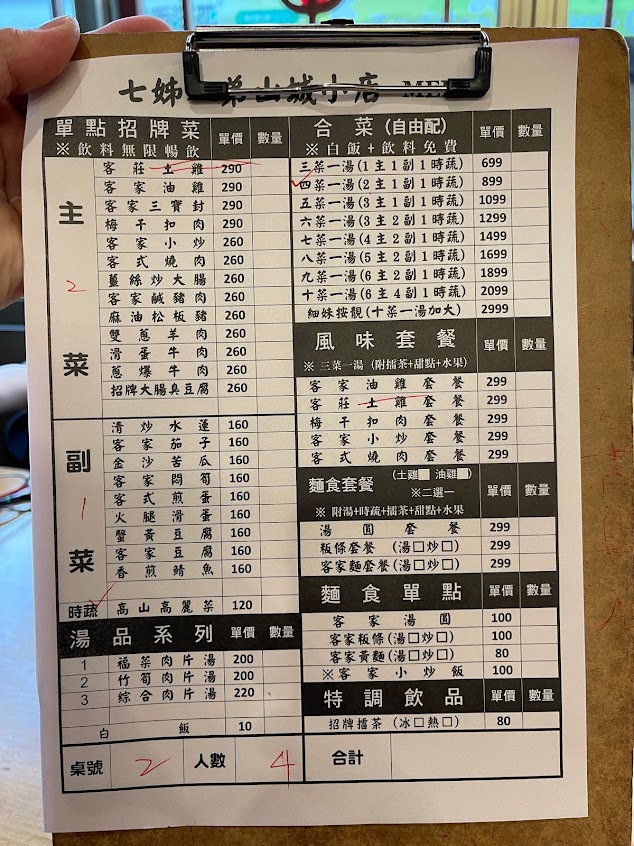 七姊 弟山城小店 ME
單點招牌菜 單價 數量
※飲料無限暢飲
主菜
2
客莊土雞 290
客家油雞 290
客家三寶封 290
梅干扣肉 290
客家小炒 260
客式燒肉 260
薑絲炒大腸 260
客家鹹豬肉 260
麻油松板豬 260
雙蔥羊肉 260
滑蛋牛肉 260
蔥爆牛肉 260
招牌大腸臭豆腐 260
副菜
1
清炒水蓮 160
客家茄子 160
金沙苦瓜 160
客家悶筍 160
客式煎蛋 160
火腿滑蛋 160
蟹黃豆腐 160
客家豆腐 160
香煎鯖魚 160
時蔬 高山高麗菜 120
湯品系列 單價 數量
1 福菜肉片湯 200
2 竹筍肉片湯 200
3 綜合肉片湯 220
白飯 10
桌號 2 人數 4
合菜(自由配) 單價 數量
※白飯+飲料免費
三菜一湯(1主1副1時蔬) 699
四菜一湯(2主1副1時蔬) 899
五菜一湯(3主1副1時蔬) 1099
六菜一湯(3主2副1時蔬) 1299
七菜一湯(4主2副1時蔬) 1499
八菜一湯(5主2副1時蔬) 1699
九菜一湯(6主2副1時蔬) 1899
十菜一湯(6主4副1時蔬) 2099
細妹按靚(十菜一湯加大) 2999
風味套餐 單價 數量
※三菜一湯(附擂茶+甜點+水果)
客家油雞套餐 299
客莊土雞套餐 299
梅干扣肉套餐 299
客家小炒套餐 299
客式燒肉套餐 299
麵食套餐 (土雞□ 油雞□) 單價 數量
※二選一
※附湯+時蔬+擂茶+甜點+水果
湯圓套餐 299
粄條套餐(湯□炒□) 299
客家麵套餐(湯□炒□) 299
麵食單點 單價 數量
客家湯圓 100
客家粄條(湯□炒□) 100
客家黃麵(湯□炒□) 80
※客家小炒飯 100
特調飲品 單價 數量
招牌擂茶(冰□熱□) 80
合計